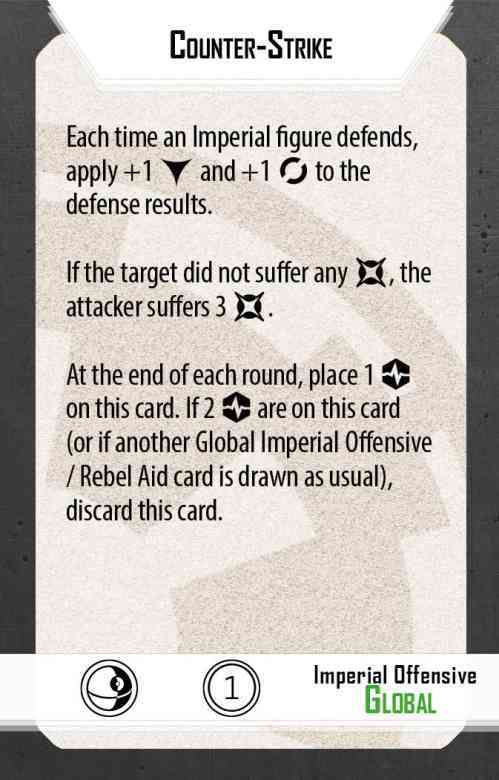 Counter-Strike
Each time an Imperial figure defends,
apply +1 and +1 to the
defense results.
If the target did not suffer any , the
attacker suffers 3 .
At the end of each round, place 1
on this card. If 2 are on this card
(or if another Global Imperial Offensive
/ Rebel Aid card is drawn as usual),
discard this card.
1
Imperial Offensive
Global